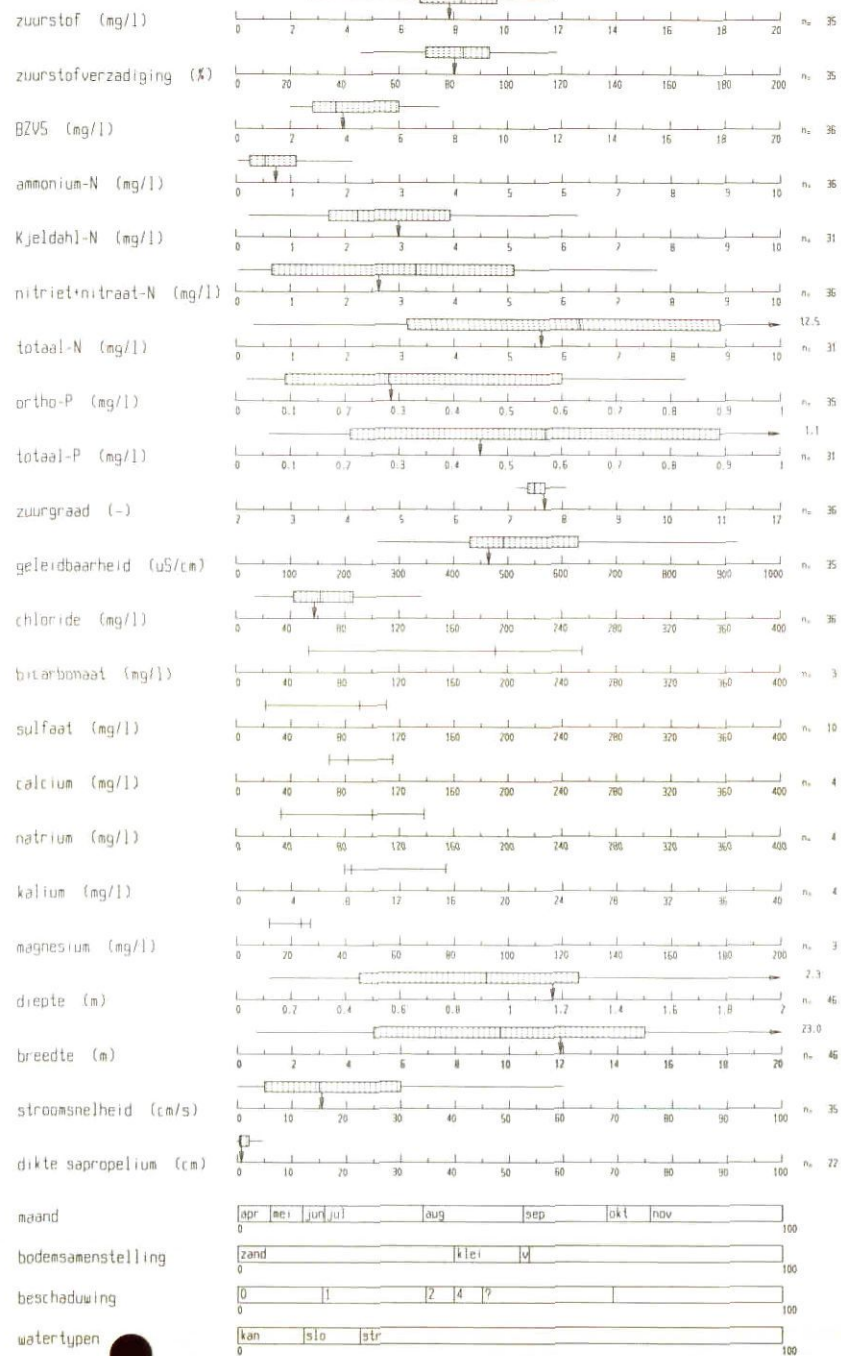 zuurstof (mg/l) 0 2 4 6 8 10 12 14 16 18 20 n= 35
zuurstofverzadiging (%) 0 20 40 60 80 100 120 140 160 180 200 n= 35
BZV5 (mg/l) 0 2 4 6 8 10 12 14 16 18 20 n= 36
ammonium-N (mg/l) 0 1 2 3 4 5 6 7 8 9 10 n= 36
Kjeldahl-N (mg/l) 0 1 2 3 4 5 6 7 8 9 10 n= 31
nitriet+nitraat-N (mg/l) 0 1 2 3 4 5 6 7 8 9 10 n= 36
12.5
totaal-N (mg/l) 0 1 2 3 4 5 6 7 8 9 10 n= 31
ortho-P (mg/l) 0 0.1 0.2 0.3 0.4 0.5 0.6 0.7 0.8 0.9 1 n= 35
1.1
totaal-P (mg/l) 0 0.1 0.2 0.3 0.4 0.5 0.6 0.7 0.8 0.9 1 n= 31
zuurgraad (-) 2 3 4 5 6 7 8 9 10 11 12 n= 36
geleidbaarheid (uS/cm) 0 100 200 300 400 500 600 700 800 900 1000 n= 35
chloride (mg/l) 0 40 80 120 160 200 240 280 320 360 400 n= 36
bicarbonaat (mg/l) 0 40 80 120 160 200 240 280 320 360 400 n= 3
sulfaat (mg/l) 0 40 80 120 160 200 240 280 320 360 400 n= 10
calcium (mg/l) 0 40 80 120 160 200 240 280 320 360 400 n= 4
natrium (mg/l) 0 40 80 120 160 200 240 280 320 360 400 n= 4
kalium (mg/l) 0 4 8 12 16 20 24 28 32 36 40 n= 4
magnesium (mg/l) 0 20 40 60 80 100 120 140 160 180 200 n= 3
2.3
diepte (m) 0 0.2 0.4 0.6 0.8 1 1.2 1.4 1.6 1.8 2 n= 46
23.0
breedte (m) 0 2 4 6 8 10 12 14 16 18 20 n= 46
stroomsnelheid (cm/s) 0 10 20 30 40 50 60 70 80 90 100 n= 35
dikte sapropelium (cm) 0 10 20 30 40 50 60 70 80 90 100 n= 22
maand apr mei jun jul aug sep okt nov
0 100
bodemsamenstelling zand klei v
0 100
beschaduwing 0 1 2 4 ?
0 100
watertypen kan slo str
0 100